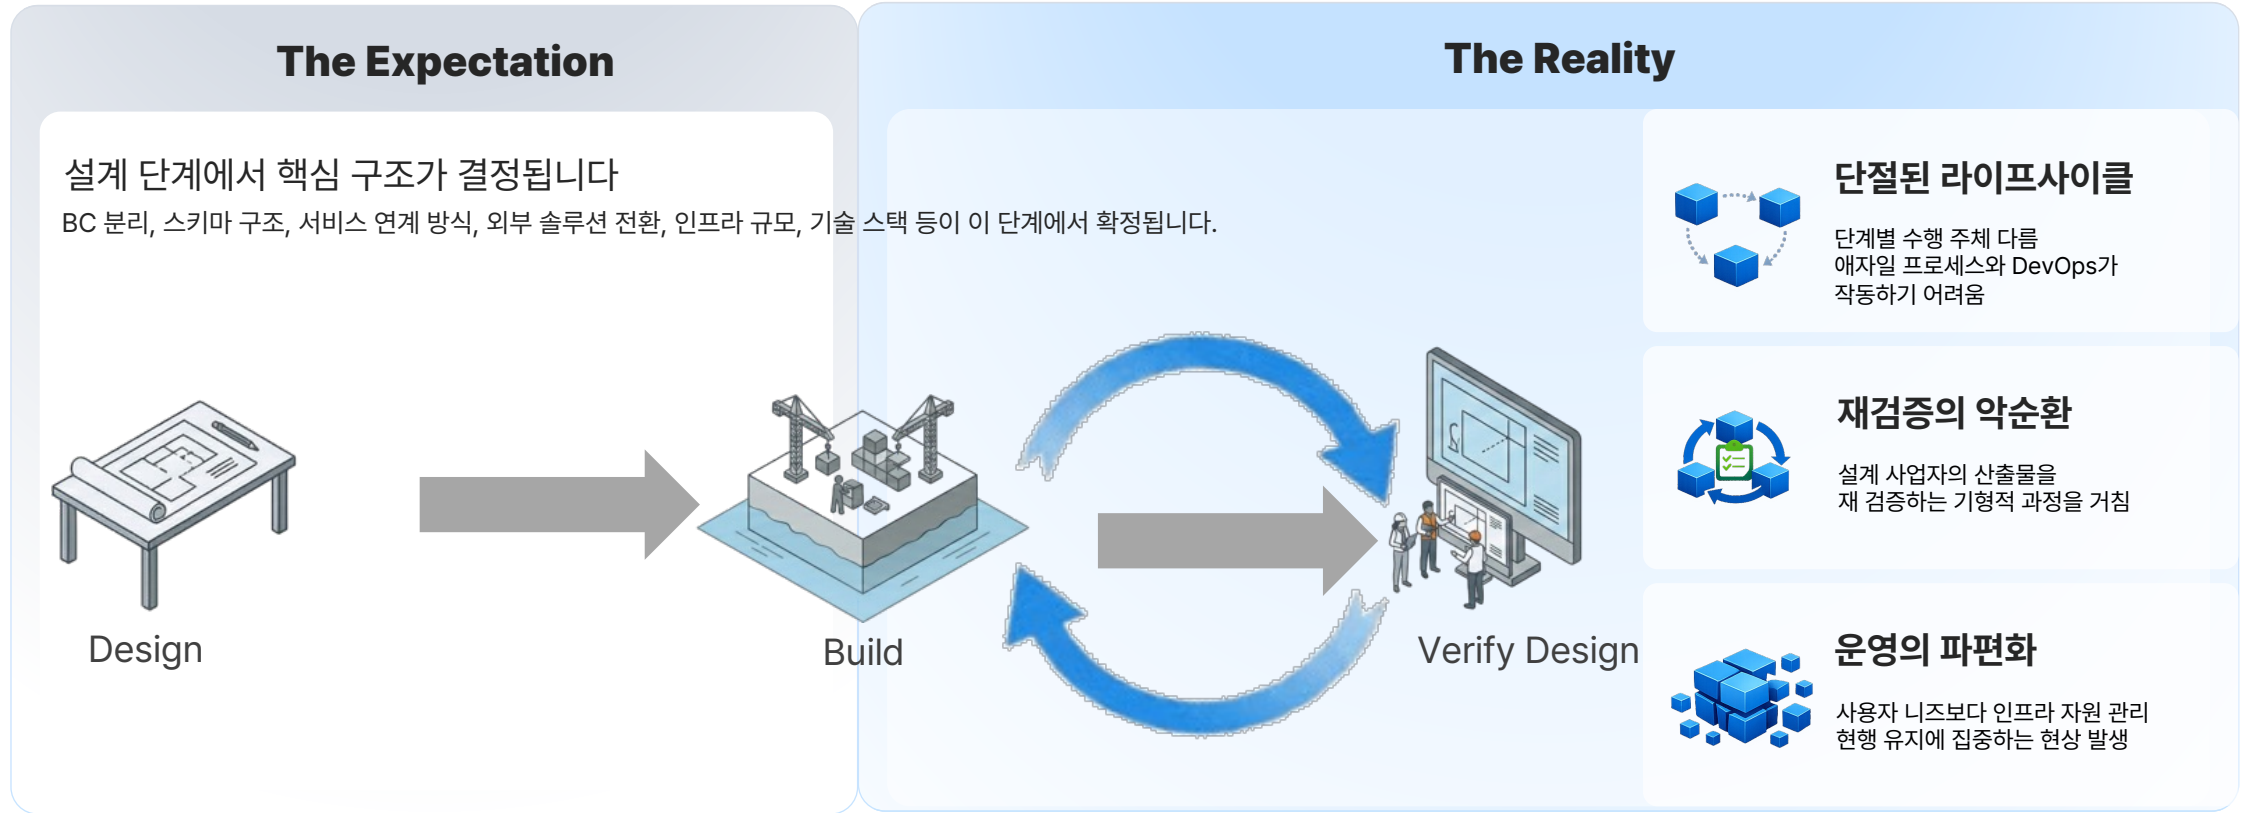 The Expectation
설계 단계에서 핵심 구조가 결정됩니다
BC 분리, 스키마 구조, 서비스 연계 방식, 외부 솔루션 전환, 인프라 규모, 기술 스택 등이 이 단계에서 확정됩니다.
Design
Build
The Reality
Verify Design
단절된 라이프사이클
단계별 수행 주체 다름
애자일 프로세스와 DevOps가
작동하기 어려움
재검증의 악순환
설계 사업자의 산출물을
재 검증하는 기형적 과정을 거침
운영의 파편화
사용자 니즈보다 인프라 자원 관리
현행 유지에 집중하는 현상 발생